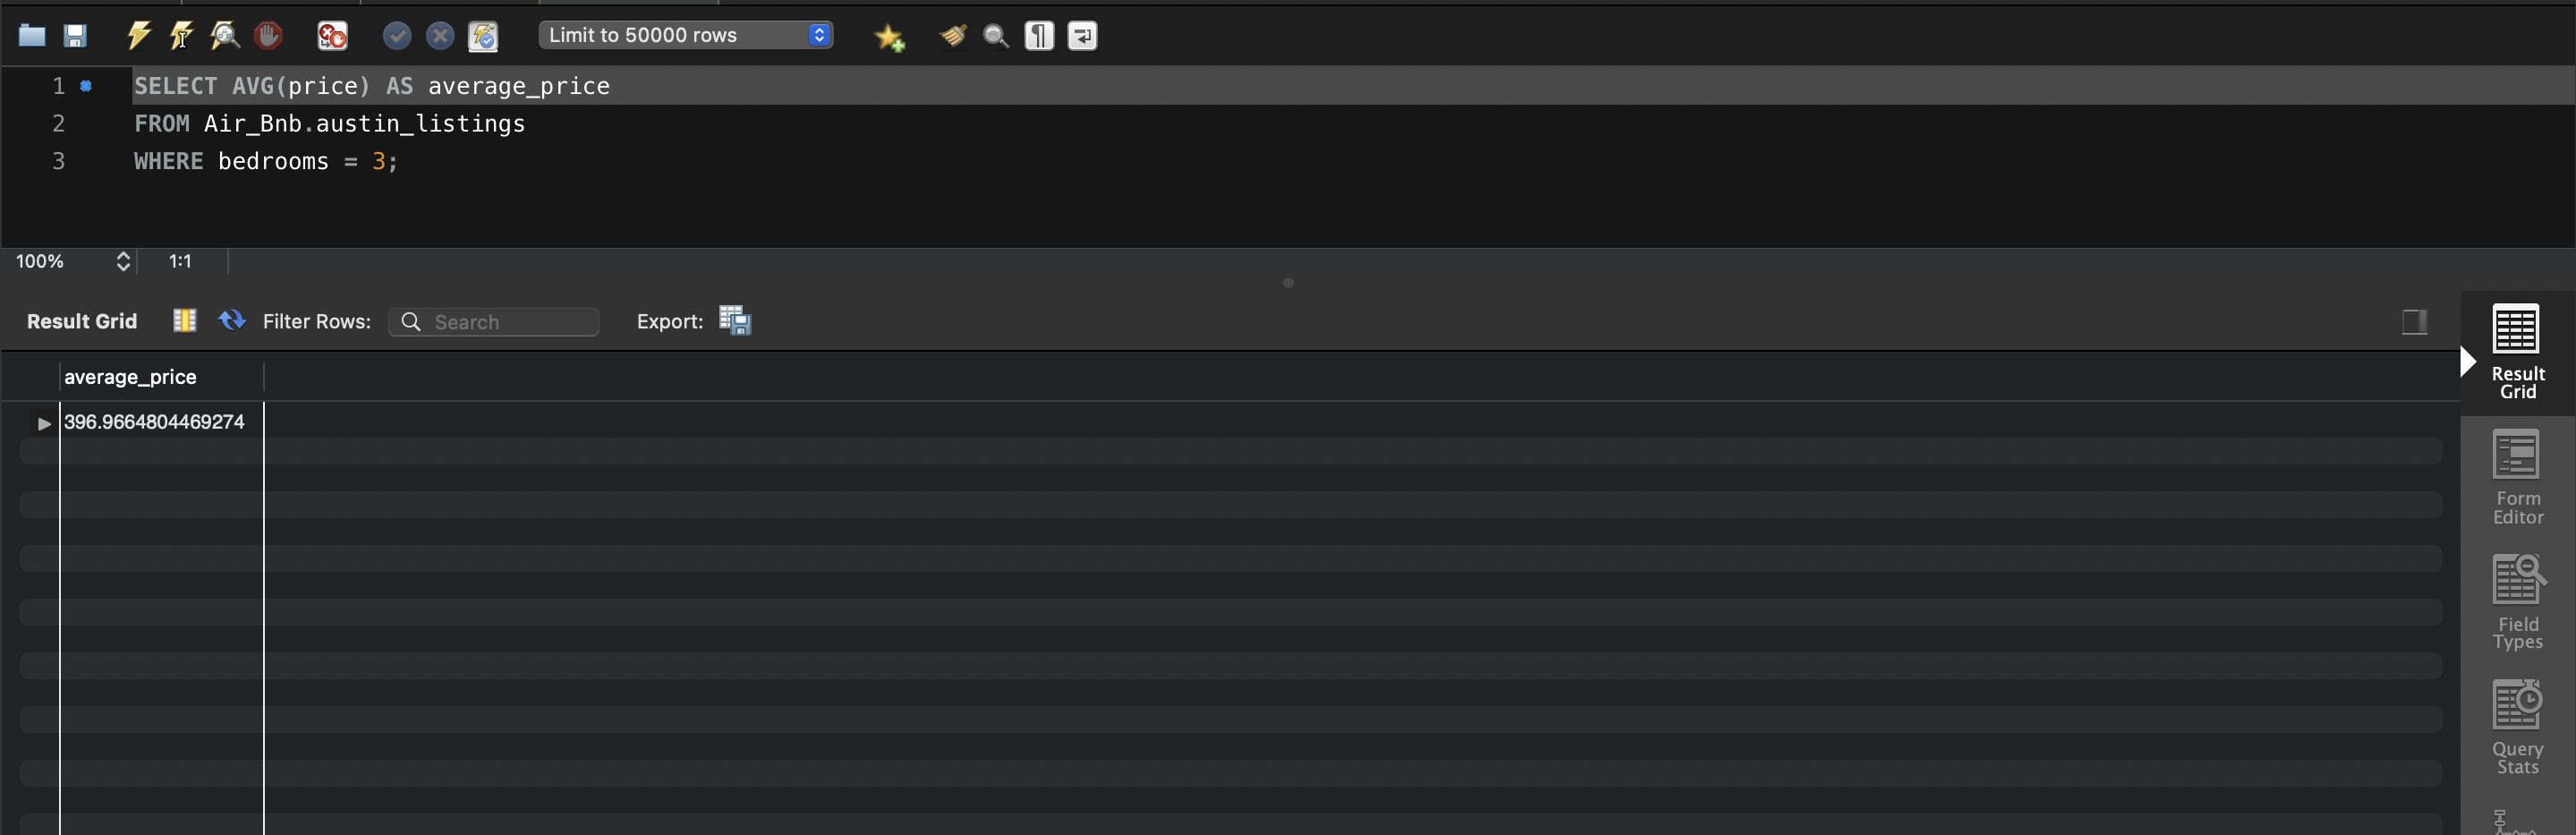 Limit to 50000 rows
1 SELECT AVG(price) AS average_price
2 FROM Air_Bnb.austin_listings
3 WHERE bedrooms = 3;
100% 1:1
Result Grid Filter Rows: Search Export:
average_price
396.9664804469274
Result
Grid
Form
Editor
Field
Types
Query
Stats